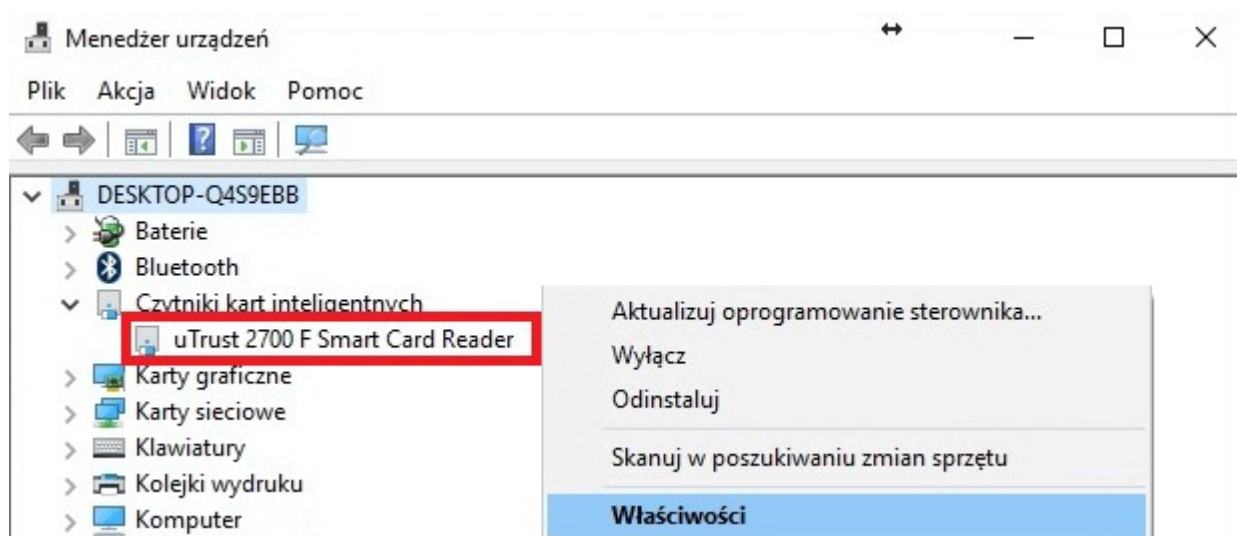 Menedżer urządzeń
Plik Akcja Widok Pomoc
DESKTOP-Q4S9EBB
Baterie
Bluetooth
Czytniki kart inteligentnych
uTrust 2700 F Smart Card Reader
Karty graficzne
Karty sieciowe
Klawiatury
Kolejki wydruku
Komputer
Aktualizuj oprogramowanie sterownika...
Wyłącz
Odinstaluj
Skanuj w poszukiwaniu zmian sprzętu
Właściwości